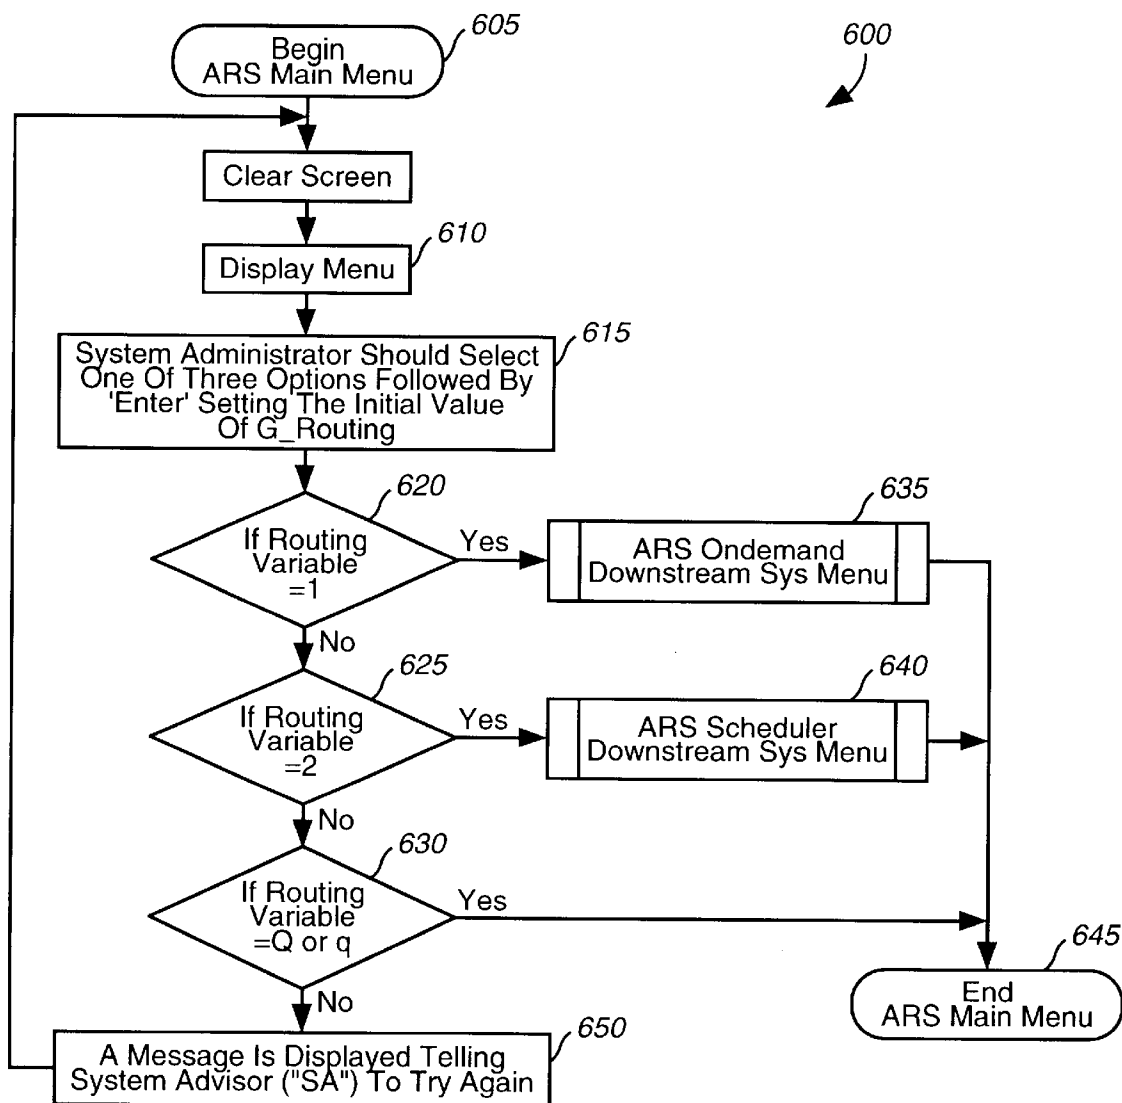 605
Begin
ARS Main Menu
600
Clear Screen
610
Display Menu
615
System Administrator Should Select
One Of Three Options Followed By
'Enter' Setting The Initial Value
Of G_Routing
620
If Routing
Variable
=1
Yes
635
ARS Ondemand
Downstream Sys Menu
No
625
If Routing
Variable
=2
Yes
640
ARS Scheduler
Downstream Sys Menu
No
630
If Routing
Variable
=Q or q
Yes
645
End
ARS Main Menu
No
650
A Message Is Displayed Telling
System Advisor ("SA") To Try Again